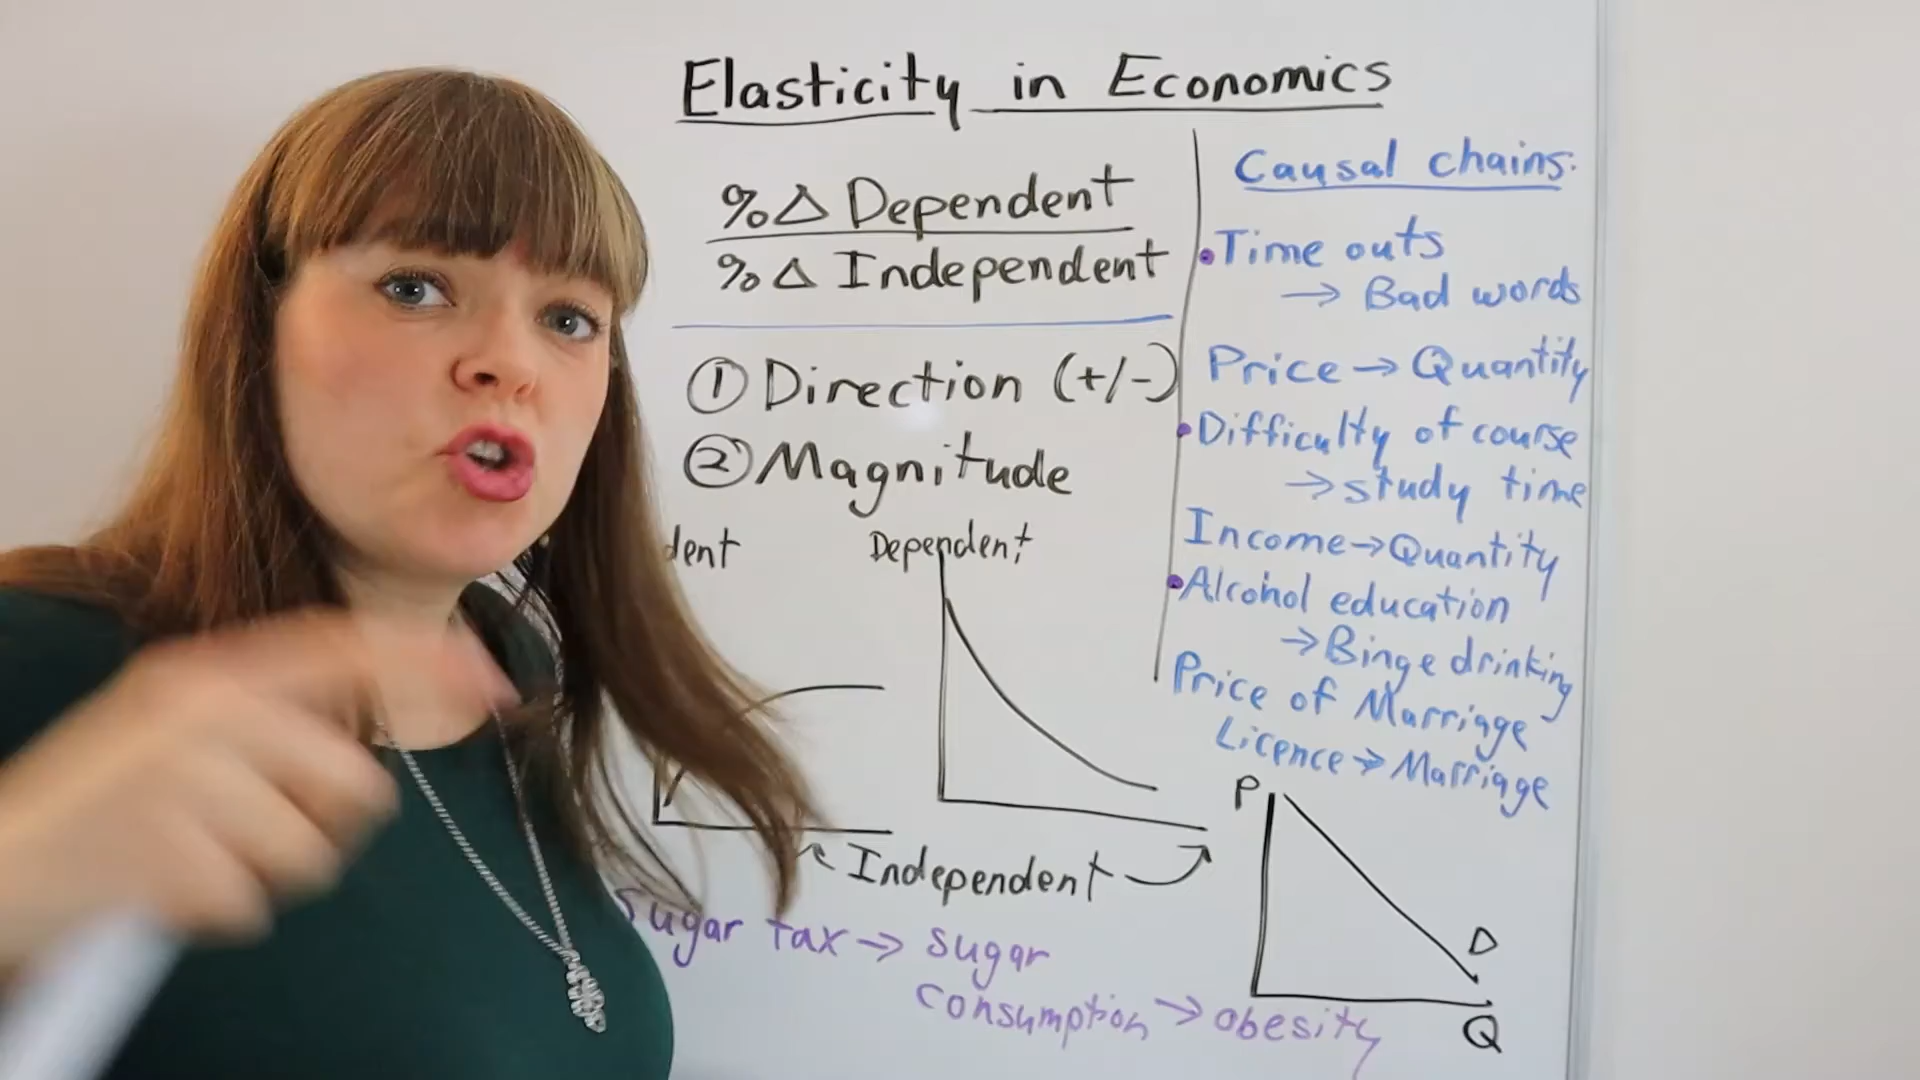 Elasticity in Economics
%Δ Dependent
%Δ Independent
① Direction (+/-)
② Magnitude
dent
Dependent
Independent
Sugar tax → sugar
consumption → obesity
Causal chains:
•Time outs
→ Bad words
Price → Quantity
•Difficulty of course
→ study time
Income → Quantity
•Alcohol education
→ Binge drinking
Price of Marriage
Licence → Marriage
P
D
Q